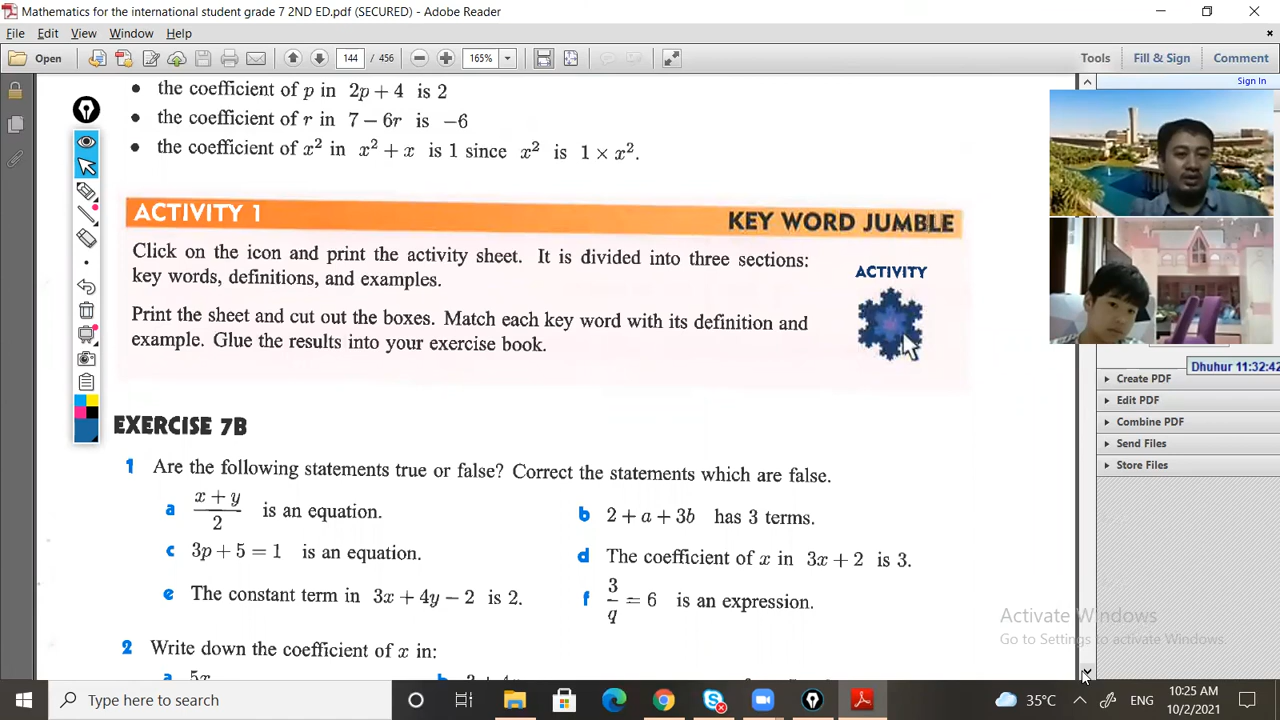 Mathematics for the international student grade 7 2ND ED.pdf (SECURED) - Adobe Reader
File Edit View Window Help
Open 144 / 456 165% Tools Fill & Sign Comment
Sign In
the coefficient of p in 2p + 4 is 2
the coefficient of r in 7 − 6r is −6
the coefficient of x² in x² + x is 1 since x² is 1 × x².
ACTIVITY 1 KEY WORD JUMBLE
Click on the icon and print the activity sheet. It is divided into three sections:
key words, definitions, and examples.
ACTIVITY
Print the sheet and cut out the boxes. Match each key word with its definition and
example. Glue the results into your exercise book.
Dhuhur 11:32:42
Create PDF
Edit PDF
Combine PDF
Send Files
Store Files
EXERCISE 7B
1 Are the following statements true or false? Correct the statements which are false.
a (x + y)/2 is an equation.
b 2 + a + 3b has 3 terms.
c 3p + 5 = 1 is an equation.
d The coefficient of x in 3x + 2 is 3.
e The constant term in 3x + 4y − 2 is 2.
f 3/q = 6 is an expression.
2 Write down the coefficient of x in:
a 5x
Activate Windows
Go to Settings to activate Windows.
Type here to search
35°C ENG 10:25 AM
10/2/2021